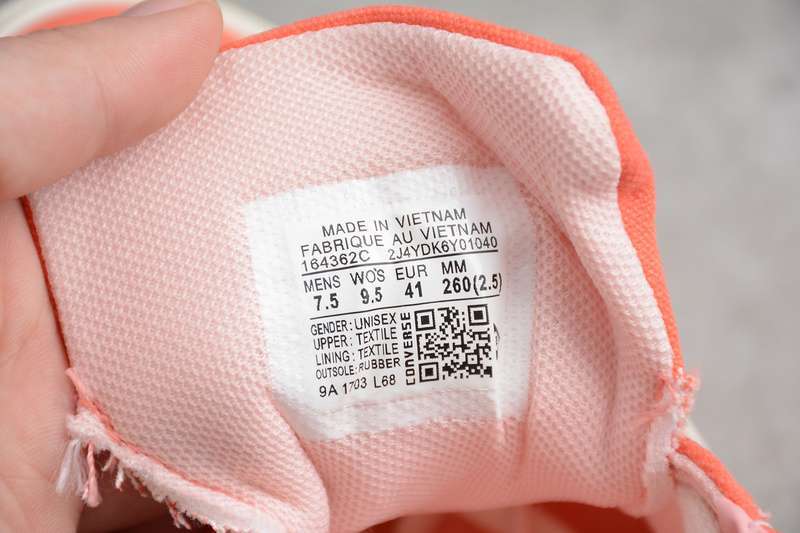 MADE IN VIETNAM
FABRIQUE AU VIETNAM
164362C 2J4YDK6Y01040
MENS WO'S EUR MM
7.5 9.5 41 260(2.5)
GENDER: UNISEX
UPPER: TEXTILE
LINING: TEXTILE
OUTSOLE: RUBBER
9A 1703 L68
CONVERSE